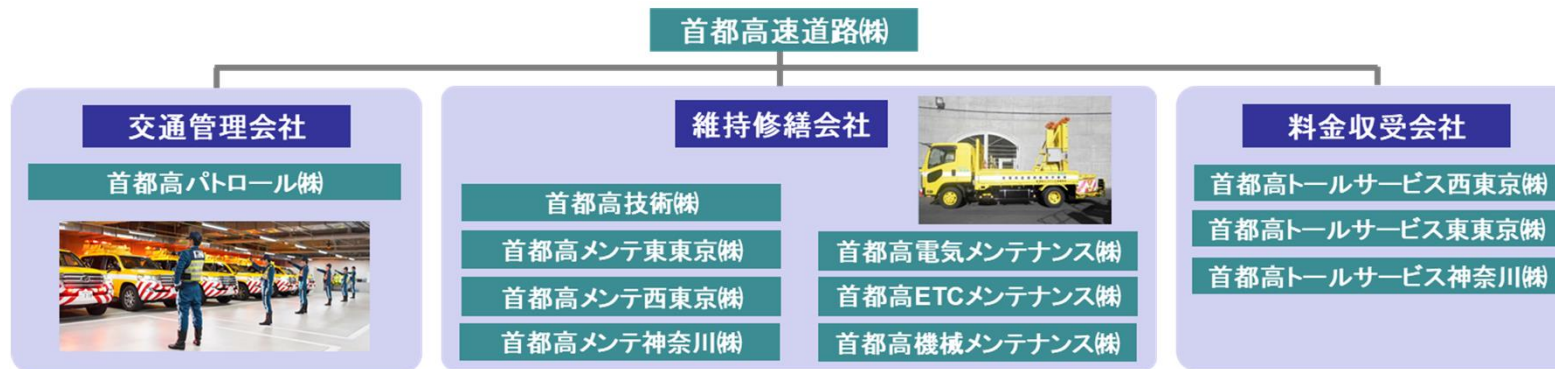 首都高速道路㈱
交通管理会社
首都高パトロール㈱
維持修繕会社
首都高技術㈱
首都高メンテ東東京㈱
首都高メンテ西東京㈱
首都高メンテ神奈川㈱
首都高電気メンテナンス㈱
首都高ETCメンテナンス㈱
首都高機械メンテナンス㈱
料金収受会社
首都高トールサービス西東京㈱
首都高トールサービス東東京㈱
首都高トールサービス神奈川㈱